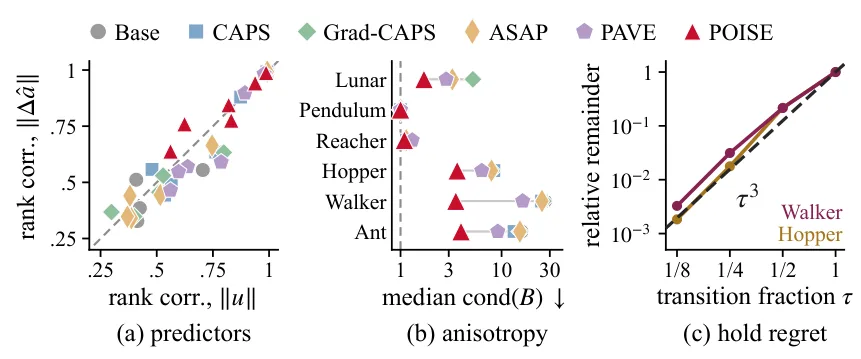 Base CAPS Grad-CAPS ASAP PAVE POISE
rank corr., ‖Δâ‖
1
.75
.5
.25
.25 .5 .75 1
rank corr., ‖u‖
(a) predictors
Lunar
Pendulum
Reacher
Hopper
Walker
Ant
1 3 10 30
median cond(B) ↓
(b) anisotropy
relative remainder
1
10⁻¹
10⁻²
10⁻³
τ³
Walker
Hopper
1/8 1/4 1/2 1
transition fraction τ
(c) hold regret